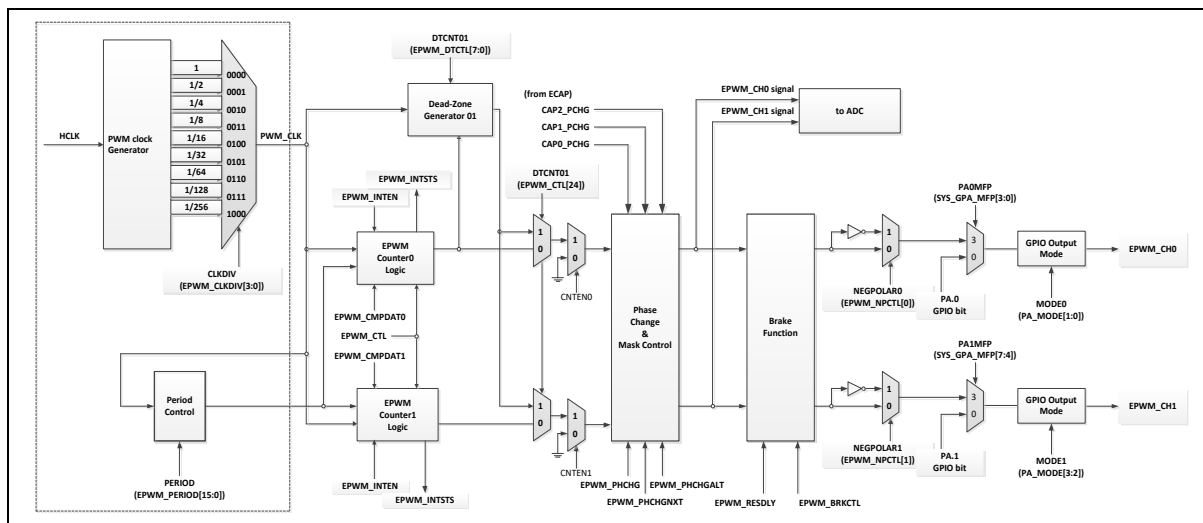 DTCNT01
(EPWM_DTCTL[7:0])
HCLK
PWM clock
Generator
1
1/2
1/4
1/8
1/16
1/32
1/64
1/128
1/256
0000
0001
0010
0011
0100
0101
0110
0111
1000
PWM_CLK
CLKDIV
(EPWM_CLKDIV[3:0])
Dead-Zone
Generator 01
(from ECAP)
CAP2_PCHG
CAP1_PCHG
CAP0_PCHG
EPWM_CH0 signal
EPWM_CH1 signal
to ADC
EPWM_INTSTS
EPWM_INTEN
DTCNT01
(EPWM_CTL[24])
EPWM
Counter0
Logic
1
0
1
0
CNTEN0
EPWM_CMPDAT0
EPWM_CTL
EPWM_CMPDAT1
Phase
Change
&
Mask Control
Brake
Function
1
0
NEGPOLAR0
(EPWM_NPCTL[0])
PA0MFP
(SYS_GPA_MFP[3:0])
3
0
PA.0
GPIO bit
GPIO Output
Mode
EPWM_CH0
MODE0
(PA_MODE[1:0])
Period
Control
PERIOD
(EPWM_PERIOD[15:0])
EPWM
Counter1
Logic
EPWM_INTEN
EPWM_INTSTS
1
0
1
0
CNTEN1
EPWM_PHCHG
EPWM_PHCHGALT
EPWM_PHCHGNXT
EPWM_RESDLY
EPWM_BRKCTL
1
0
NEGPOLAR1
(EPWM_NPCTL[1])
PA1MFP
(SYS_GPA_MFP[7:4])
3
0
PA.1
GPIO bit
GPIO Output
Mode
EPWM_CH1
MODE1
(PA_MODE[3:2])